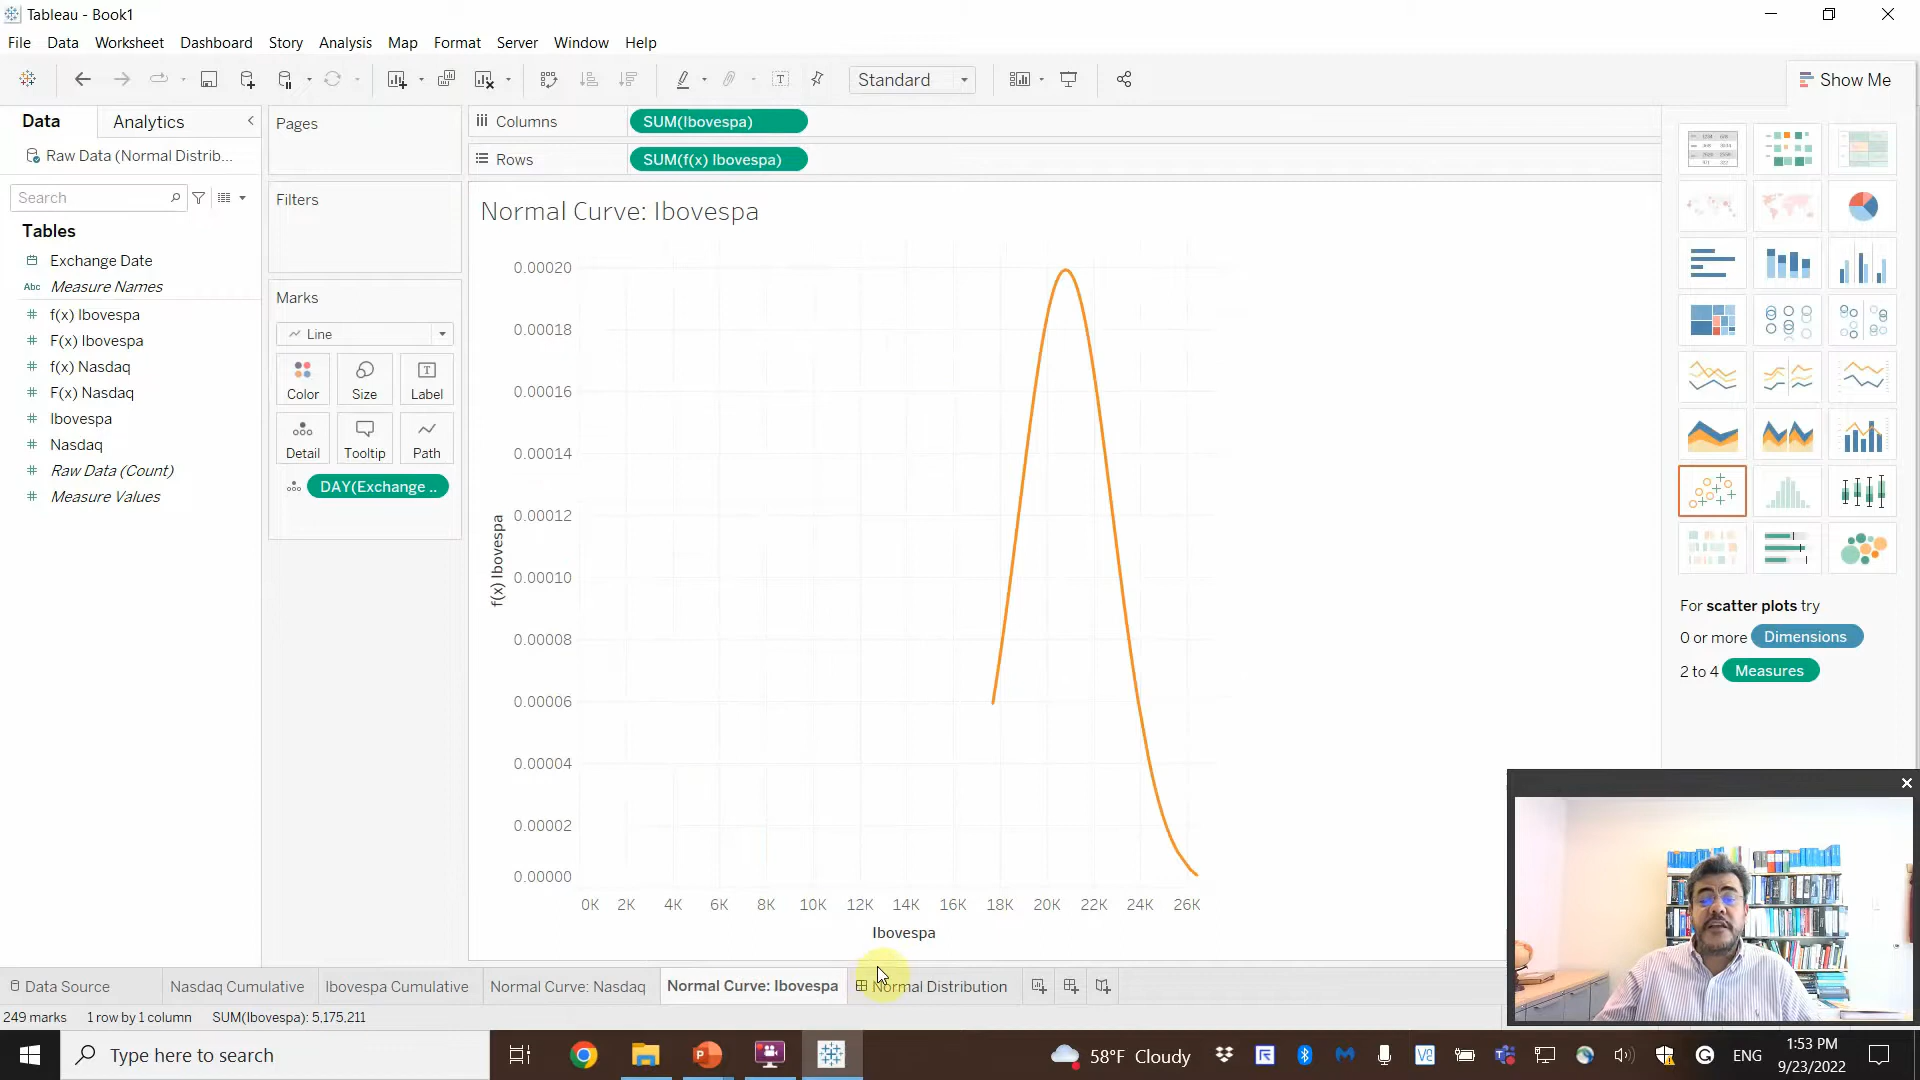 Tableau - Book1
File Data Worksheet Dashboard Story Analysis Map Format Server Window Help
Standard
Show Me
Data
Analytics
Raw Data (Normal Distrib...
Search
Tables
Exchange Date
Abc Measure Names
f(x) Ibovespa
F(x) Ibovespa
f(x) Nasdaq
F(x) Nasdaq
Ibovespa
Nasdaq
Raw Data (Count)
Measure Values
Pages
Filters
Marks
Line
Color Size Label
Detail Tooltip Path
DAY(Exchange ..
Columns SUM(Ibovespa)
Rows SUM(f(x) Ibovespa)
Normal Curve: Ibovespa
f(x) Ibovespa
0.00020
0.00018
0.00016
0.00014
0.00012
0.00010
0.00008
0.00006
0.00004
0.00002
0.00000
0K 2K 4K 6K 8K 10K 12K 14K 16K 18K 20K 22K 24K 26K
Ibovespa
For scatter plots try
0 or more Dimensions
2 to 4 Measures
Data Source Nasdaq Cumulative Ibovespa Cumulative Normal Curve: Nasdaq Normal Curve: Ibovespa Normal Distribution
249 marks 1 row by 1 column SUM(Ibovespa): 5,175,211
Type here to search
58°F Cloudy
ENG
1:53 PM
9/23/2022